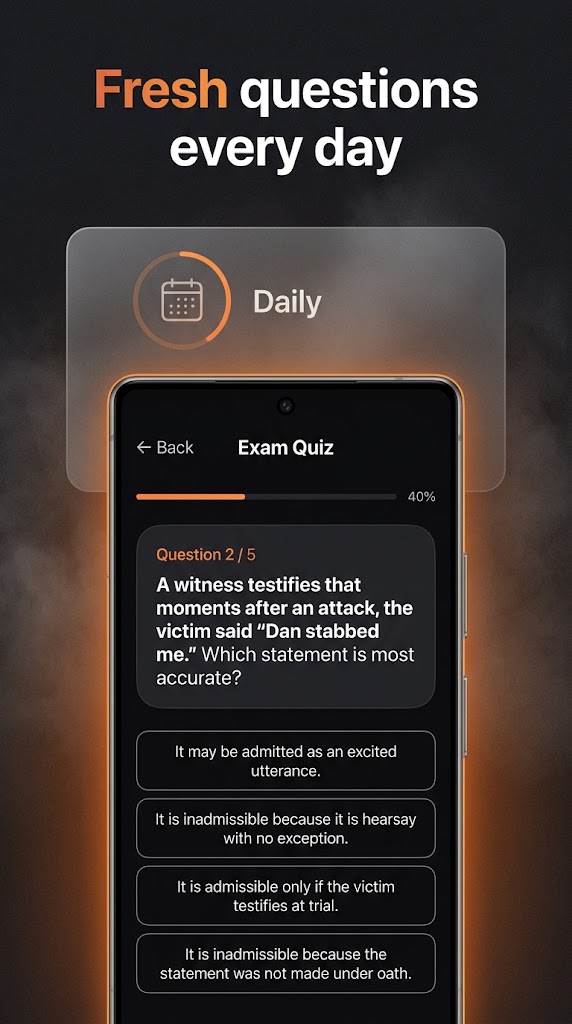 Fresh questions
every day
Daily
← Back
Exam Quiz
40%
Question 2 / 5
A witness testifies that
moments after an attack, the
victim said “Dan stabbed
me.” Which statement is most
accurate?
It may be admitted as an excited
utterance.
It is inadmissible because it is hearsay
with no exception.
It is admissible only if the victim
testifies at trial.
It is inadmissible because the
statement was not made under oath.